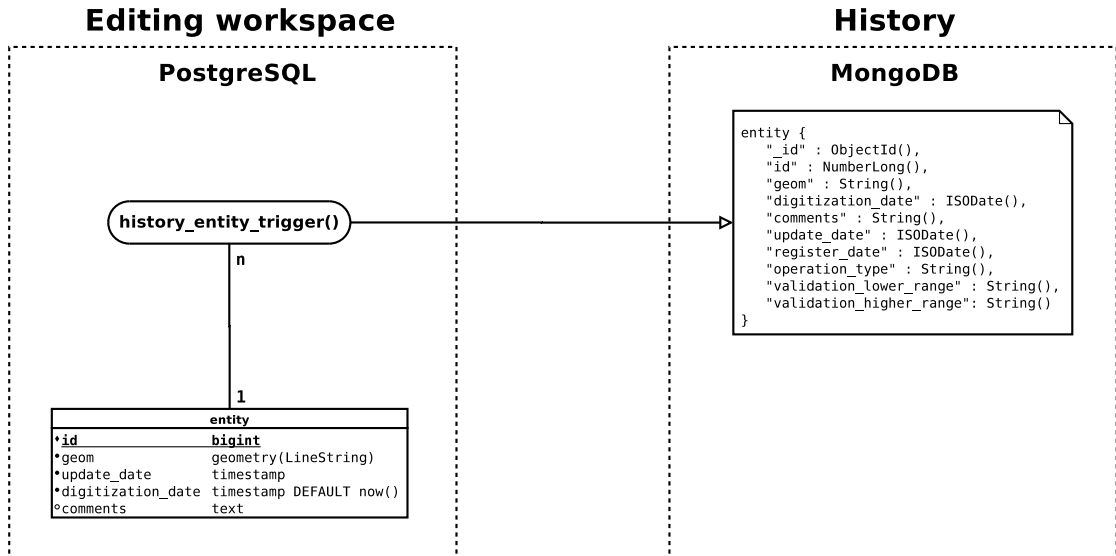 Editing workspace
PostgreSQL
history_entity_trigger()
n
1
entity
id bigint
geom geometry(LineString)
update_date timestamp
digitization_date timestamp DEFAULT now()
comments text
History
MongoDB
entity {
"_id" : ObjectId(),
"id" : NumberLong(),
"geom" : String(),
"digitization_date" : ISODate(),
"comments" : String(),
"update_date" : ISODate(),
"register_date" : ISODate(),
"operation_type" : String(),
"validation_lower_range" : String(),
"validation_higher_range": String()
}